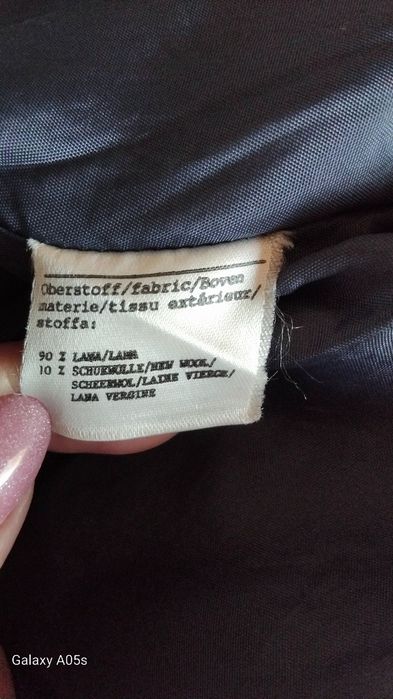 Oberstoff/fabric/Boven
materie/tissu extérieur/
stoffa:
90 % LAMA/LAMA
10 % SCHURWOLLE/NEW WOOL/
SCHEERWOL/LAINE VIERGE/
LANA VERGINE
Galaxy A05s